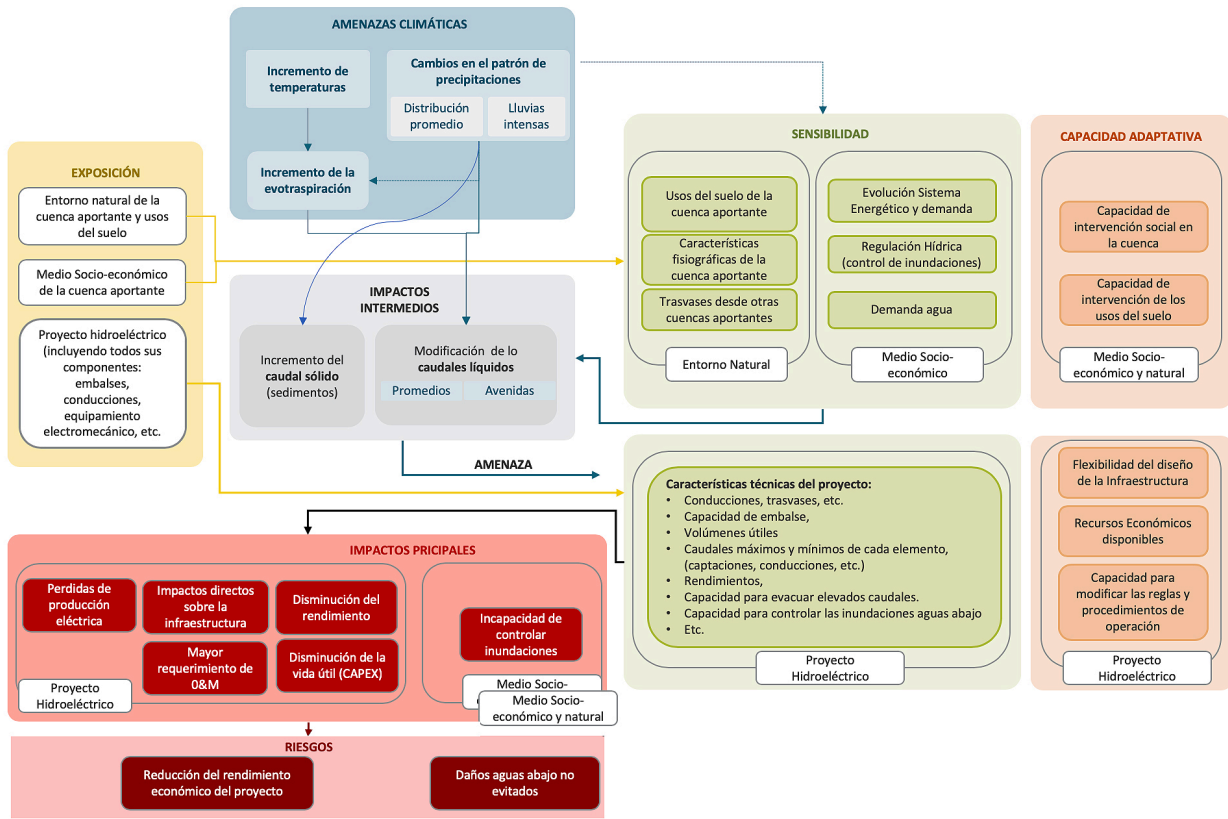 AMENAZAS CLIMÁTICAS
Incremento de
temperaturas
Cambios en el patrón de
precipitaciones
Distribución
promedio
Lluvias
intensas
Incremento de la
evotraspiración
EXPOSICIÓN
Entorno natural de la
cuenca aportante y usos
del suelo
Medio Socio-económico
de la cuenca aportante
Proyecto hidroeléctrico
(incluyendo todos sus
componentes:
embalses,
conducciones,
equipamiento
electromecánico, etc.
IMPACTOS
INTERMEDIOS
Incremento del
caudal sólido
(sedimentos)
Modificación de lo
caudales líquidos
Promedios
Avenidas
AMENAZA
SENSIBILIDAD
Usos del suelo de la
cuenca aportante
Características
fisiográficas de la
cuenca aportante
Trasvases desde otras
cuencas aportantes
Entorno Natural
Evolución Sistema
Energético y demanda
Regulación Hídrica
(control de inundaciones)
Demanda agua
Medio Socio-
económico
CAPACIDAD ADAPTATIVA
Capacidad de
intervención social en
la cuenca
Capacidad de
intervención de los
usos del suelo
Medio Socio-
económico y natural
Características técnicas del proyecto:
• Conducciones, trasvases, etc.
• Capacidad de embalse,
• Volúmenes útiles
• Caudales máximos y mínimos de cada elemento,
(captaciones, conducciones, etc.)
• Rendimientos,
• Capacidad para evacuar elevados caudales.
• Capacidad para controlar las inundaciones aguas abajo
• Etc.
Proyecto
Hidroeléctrico
Flexibilidad del diseño
de la Infraestructura
Recursos Económicos
disponibles
Capacidad para
modificar las reglas y
procedimientos de
operación
Proyecto
Hidroeléctrico
IMPACTOS PRICIPALES
Perdidas de
producción
eléctrica
Impactos directos
sobre la
infraestructura
Disminución del
rendimiento
Mayor
requerimiento de
0&M
Disminución de la
vida útil (CAPEX)
Proyecto
Hidroeléctrico
Incapacidad de
controlar
inundaciones
Medio Socio-
Medio Socio-
económico y natural
RIESGOS
Reducción del rendimiento
económico del proyecto
Daños aguas abajo no
evitados